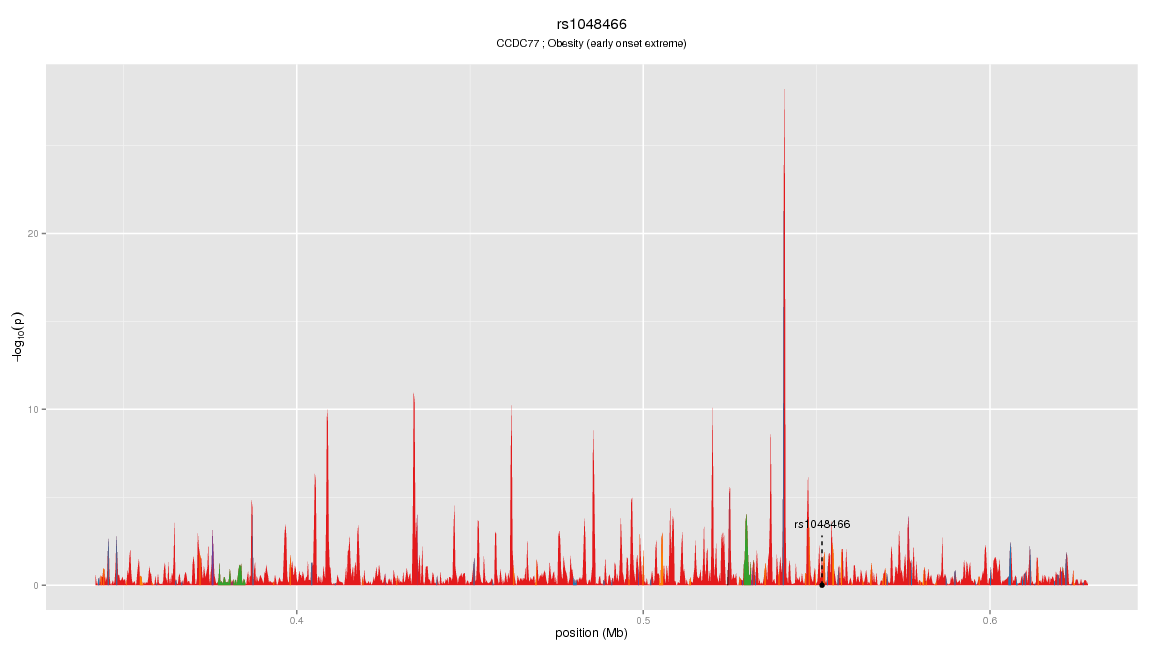 rs1048466
CCDC77 ; Obesity (early onset extreme)
−log10(p)
20
10
0
rs1048466
0.4
0.5
0.6
position (Mb)